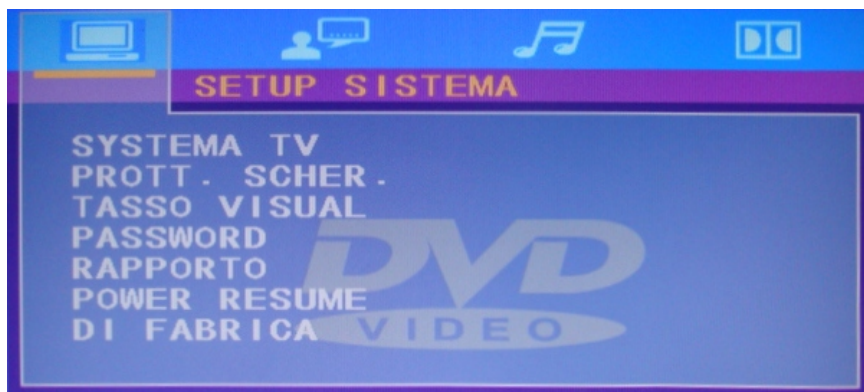 SETUP SISTEMA
SYSTEMA TV
PROTT. SCHER.
TASSO VISUAL
PASSWORD
RAPPORTO
POWER RESUME
DI FABRICA
DVD
VIDEO